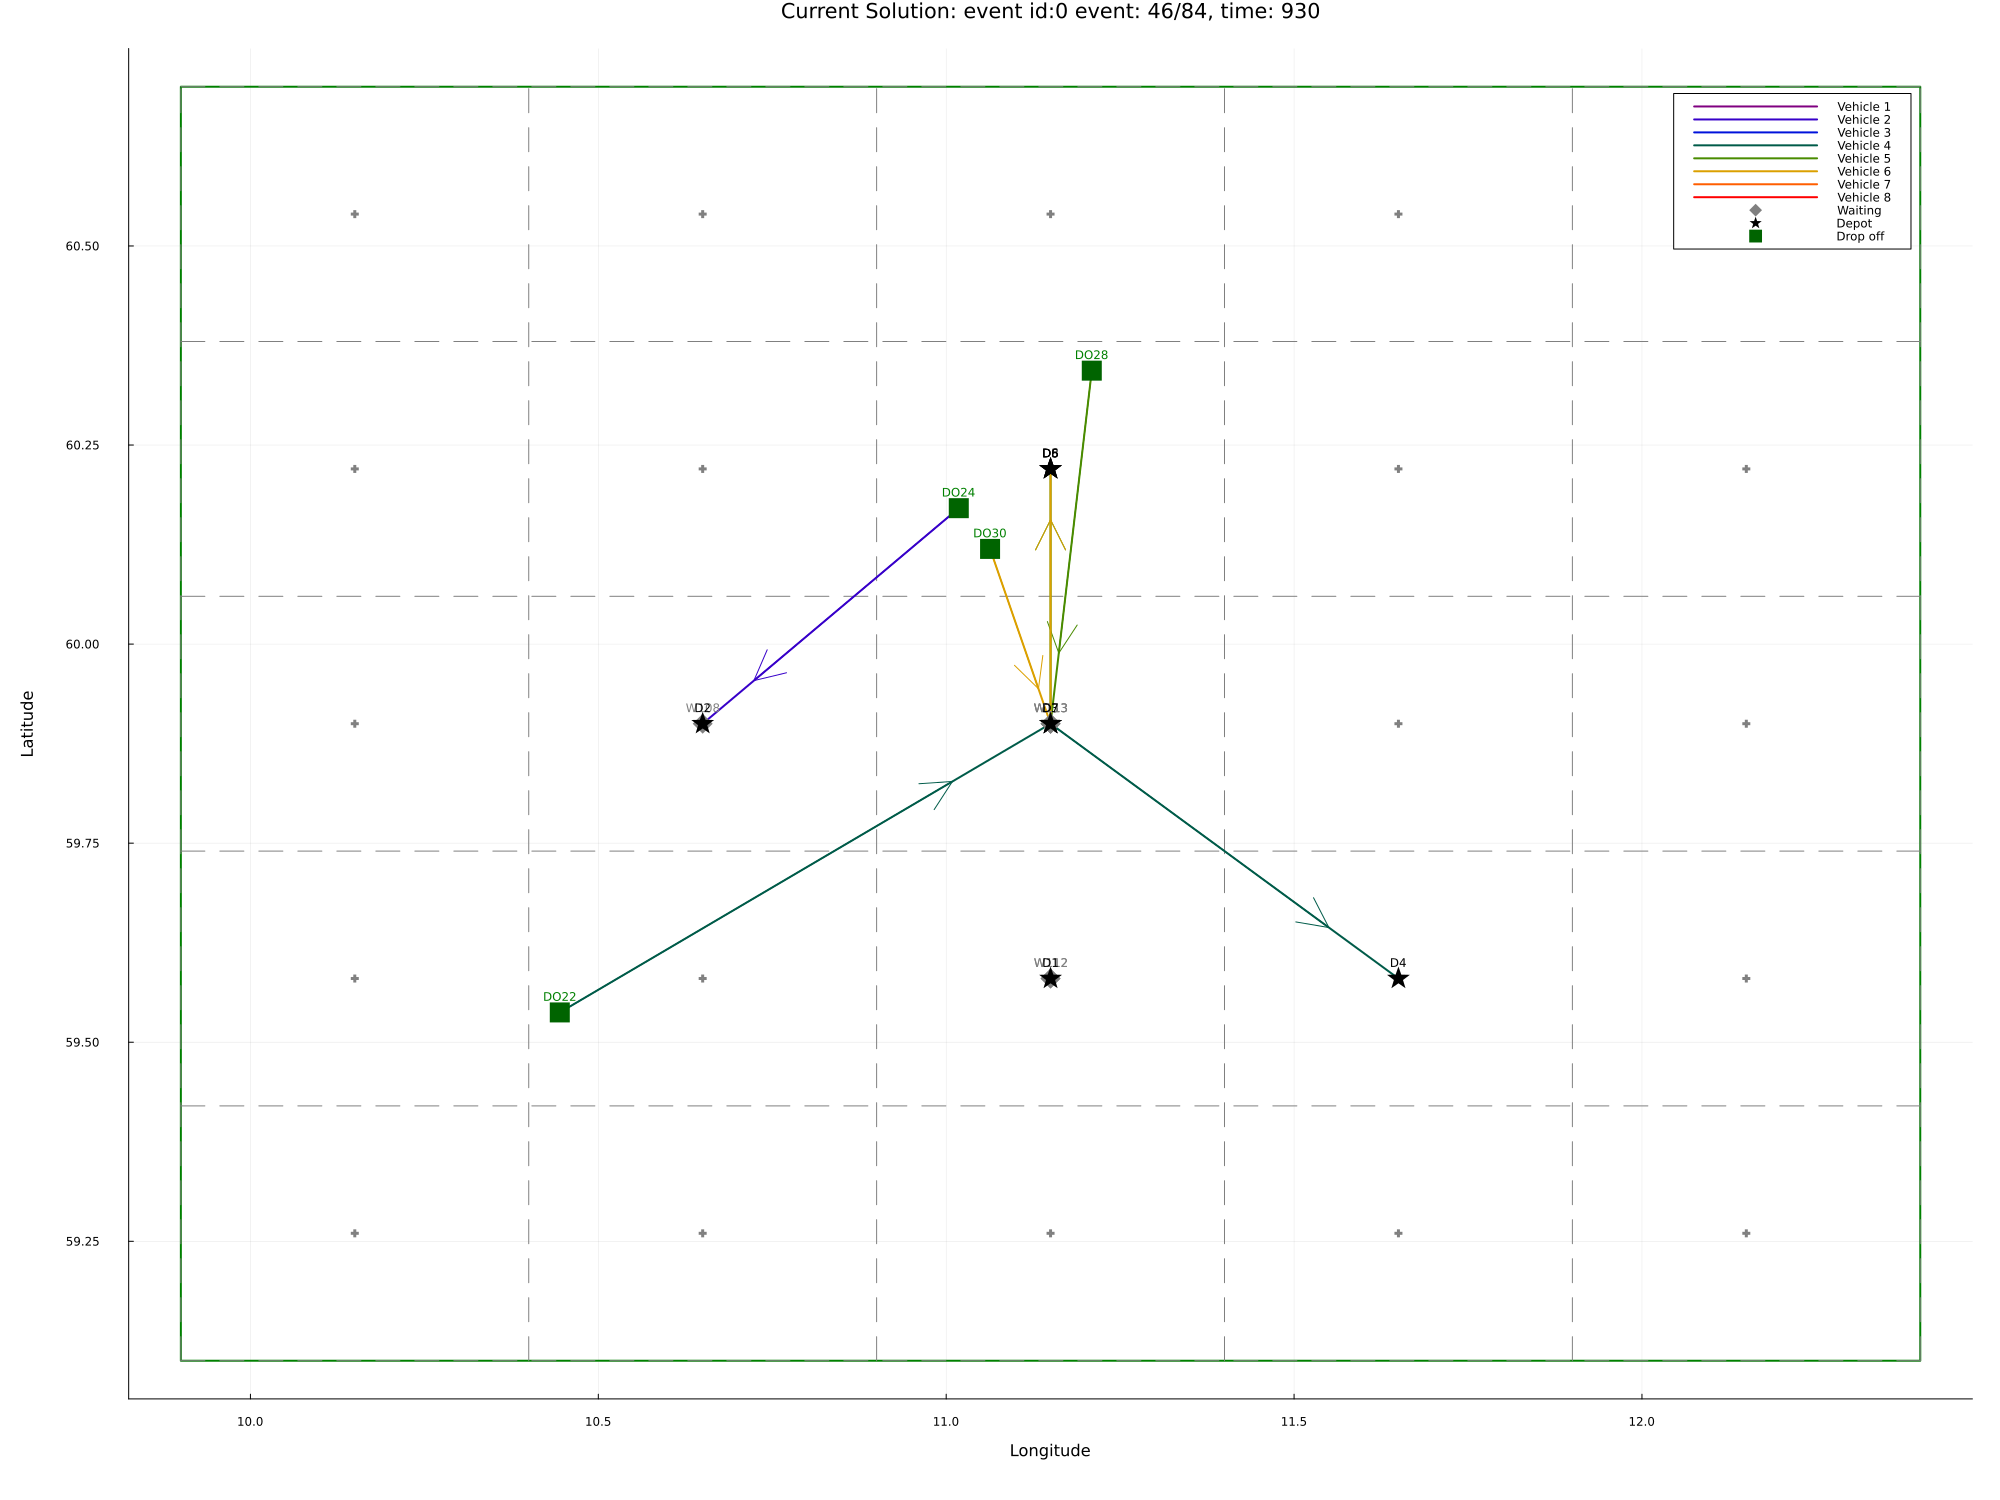 Current Solution: event id:0 event: 46/84, time: 930
Vehicle 1
Vehicle 2
Vehicle 3
Vehicle 4
Vehicle 5
Vehicle 6
Vehicle 7
Vehicle 8
Waiting
Depot
Drop off
60.50
60.25
60.00
59.75
59.50
59.25
Latitude
DO28
DO24
DO30
D2
D1
D4
DO22
10.0
10.5
11.0
11.5
12.0
Longitude